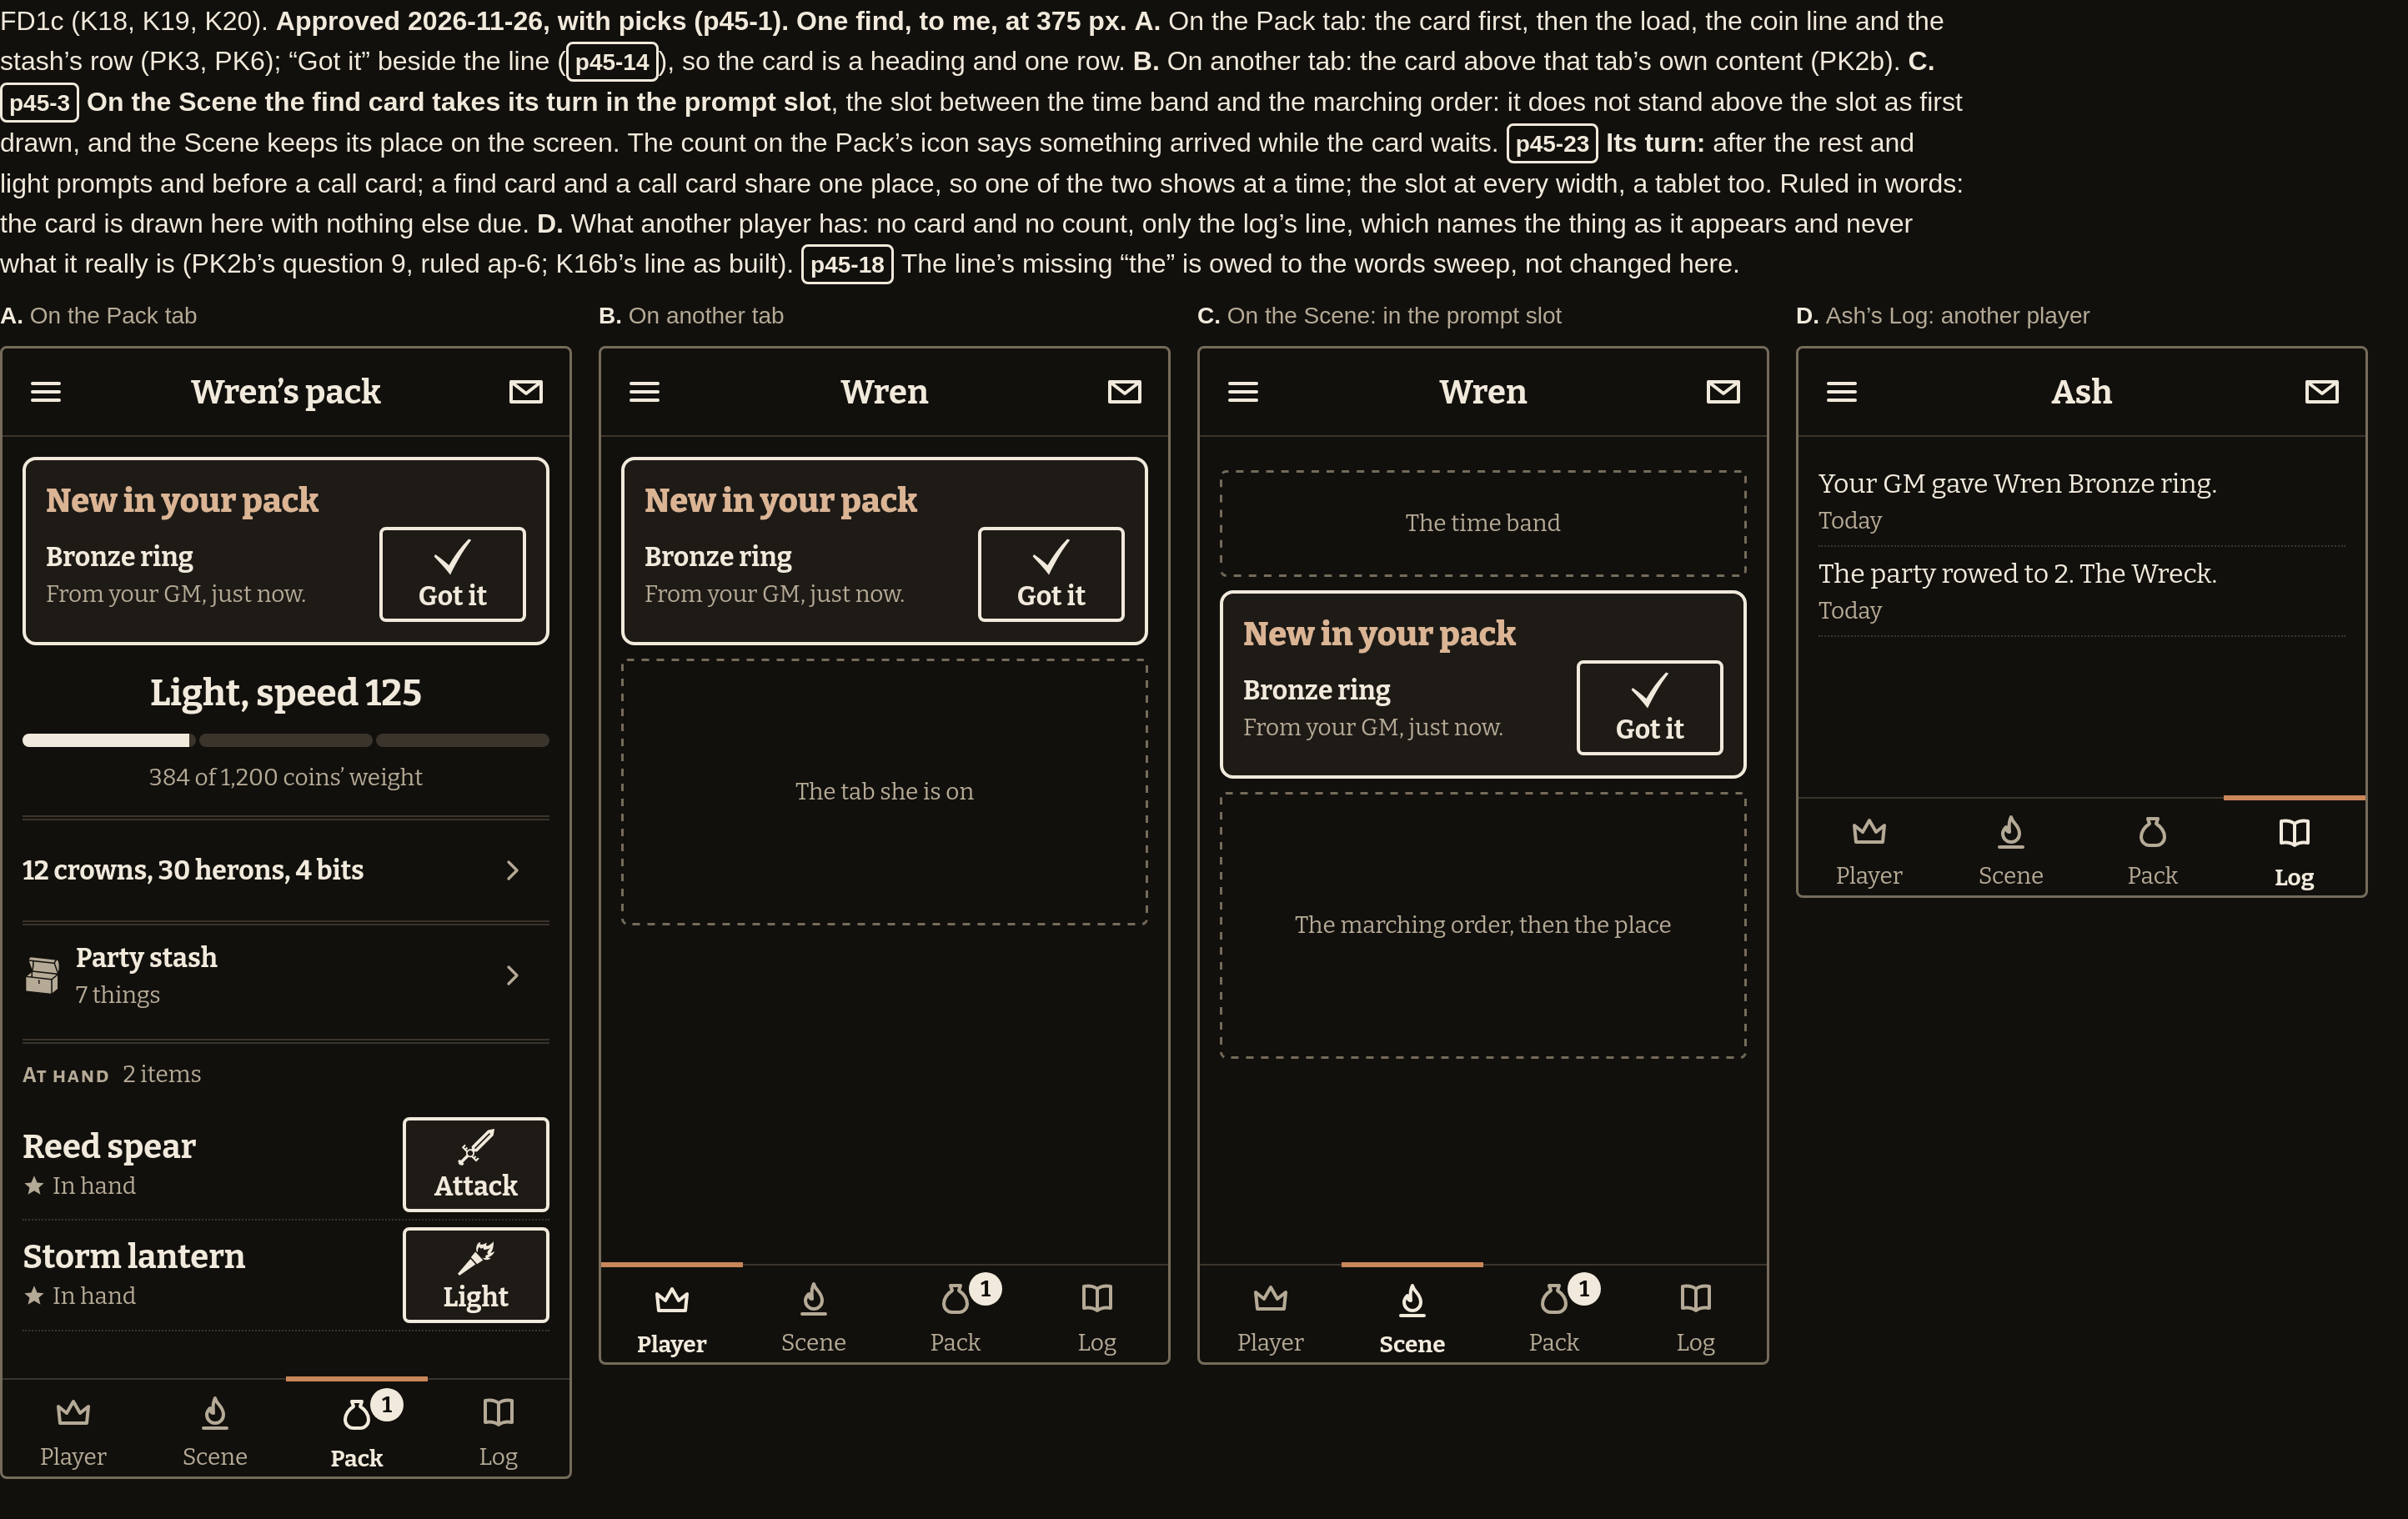 FD1c (K18, K19, K20). Approved 2026-11-26, with picks (p45-1). One find, to me, at 375 px. A. On the Pack tab: the card first, then the load, the coin line and the
stash’s row (PK3, PK6); “Got it” beside the line (p45-14), so the card is a heading and one row. B. On another tab: the card above that tab’s own content (PK2b). C.
p45-3 On the Scene the find card takes its turn in the prompt slot, the slot between the time band and the marching order: it does not stand above the slot as first
drawn, and the Scene keeps its place on the screen. The count on the Pack’s icon says something arrived while the card waits. p45-23 Its turn: after the rest and
light prompts and before a call card; a find card and a call card share one place, so one of the two shows at a time; the slot at every width, a tablet too. Ruled in words:
the card is drawn here with nothing else due. D. What another player has: no card and no count, only the log’s line, which names the thing as it appears and never
what it really is (PK2b’s question 9, ruled ap-6; K16b’s line as built). p45-18 The line’s missing “the” is owed to the words sweep, not changed here.
A. On the Pack tab
Wren’s pack
New in your pack
Bronze ring
From your GM, just now.
Got it
Light, speed 125
384 of 1,200 coins’ weight
12 crowns, 30 herons, 4 bits
Party stash
7 things
AT HAND 2 items
Reed spear
In hand
Attack
Storm lantern
In hand
Light
1
Player
Scene
Pack
Log
B. On another tab
Wren
New in your pack
Bronze ring
From your GM, just now.
Got it
The tab she is on
1
Player
Scene
Pack
Log
C. On the Scene: in the prompt slot
Wren
The time band
New in your pack
Bronze ring
From your GM, just now.
Got it
The marching order, then the place
1
Player
Scene
Pack
Log
D. Ash’s Log: another player
Ash
Your GM gave Wren Bronze ring.
Today
The party rowed to 2. The Wreck.
Today
Player
Scene
Pack
Log